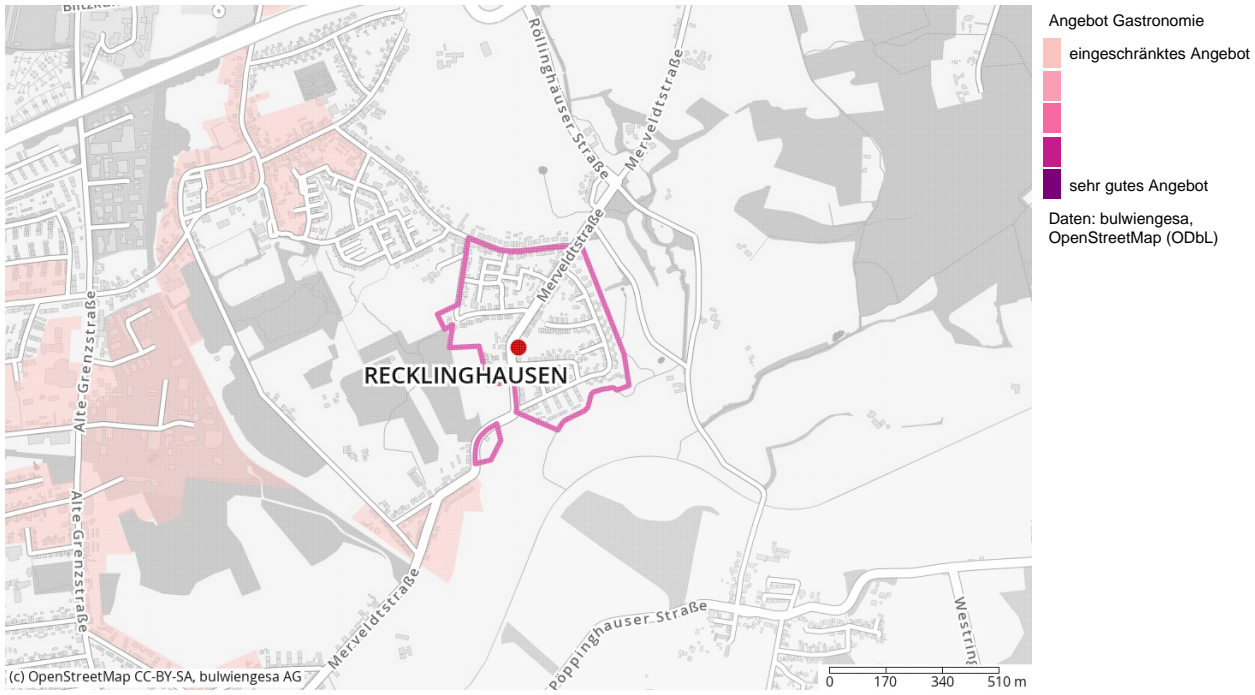 Röllinghäuser Straße
Merveldtstraße
Merveldtstraße
RECKLINGHAUSEN
Alte Grenzstraße
Alte Grenzstraße
Merveldtstraße
Pöppinghauser Straße
Westring
(c) OpenStreetMap CC-BY-SA, bulwiengesa AG
0 170 340 510 m
Angebot Gastronomie
eingeschränktes Angebot
sehr gutes Angebot
Daten: bulwiengesa,
OpenStreetMap (ODbL)